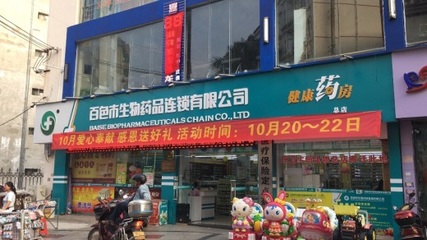 百色市生物药品连锁有限公司
BAISE BIOPHARMACEUTICALS CHAIN CO., LTD
健康药房
总店
10月爱心奉献 感恩送好礼 活动时间：10月20～22日